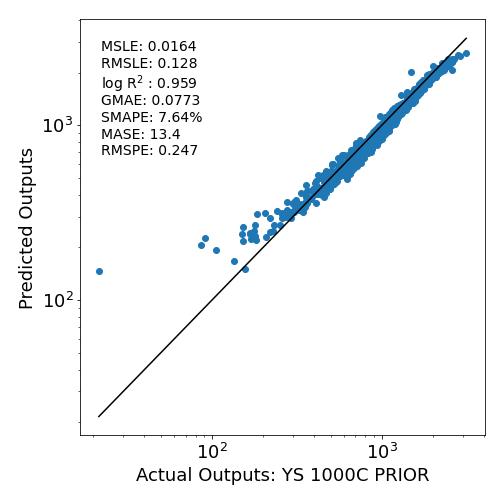 MSLE: 0.0164
RMSLE: 0.128
log R² : 0.959
GMAE: 0.0773
SMAPE: 7.64%
MASE: 13.4
RMSPE: 0.247
Predicted Outputs
10³
10²
10² 10³
Actual Outputs: YS 1000C PRIOR